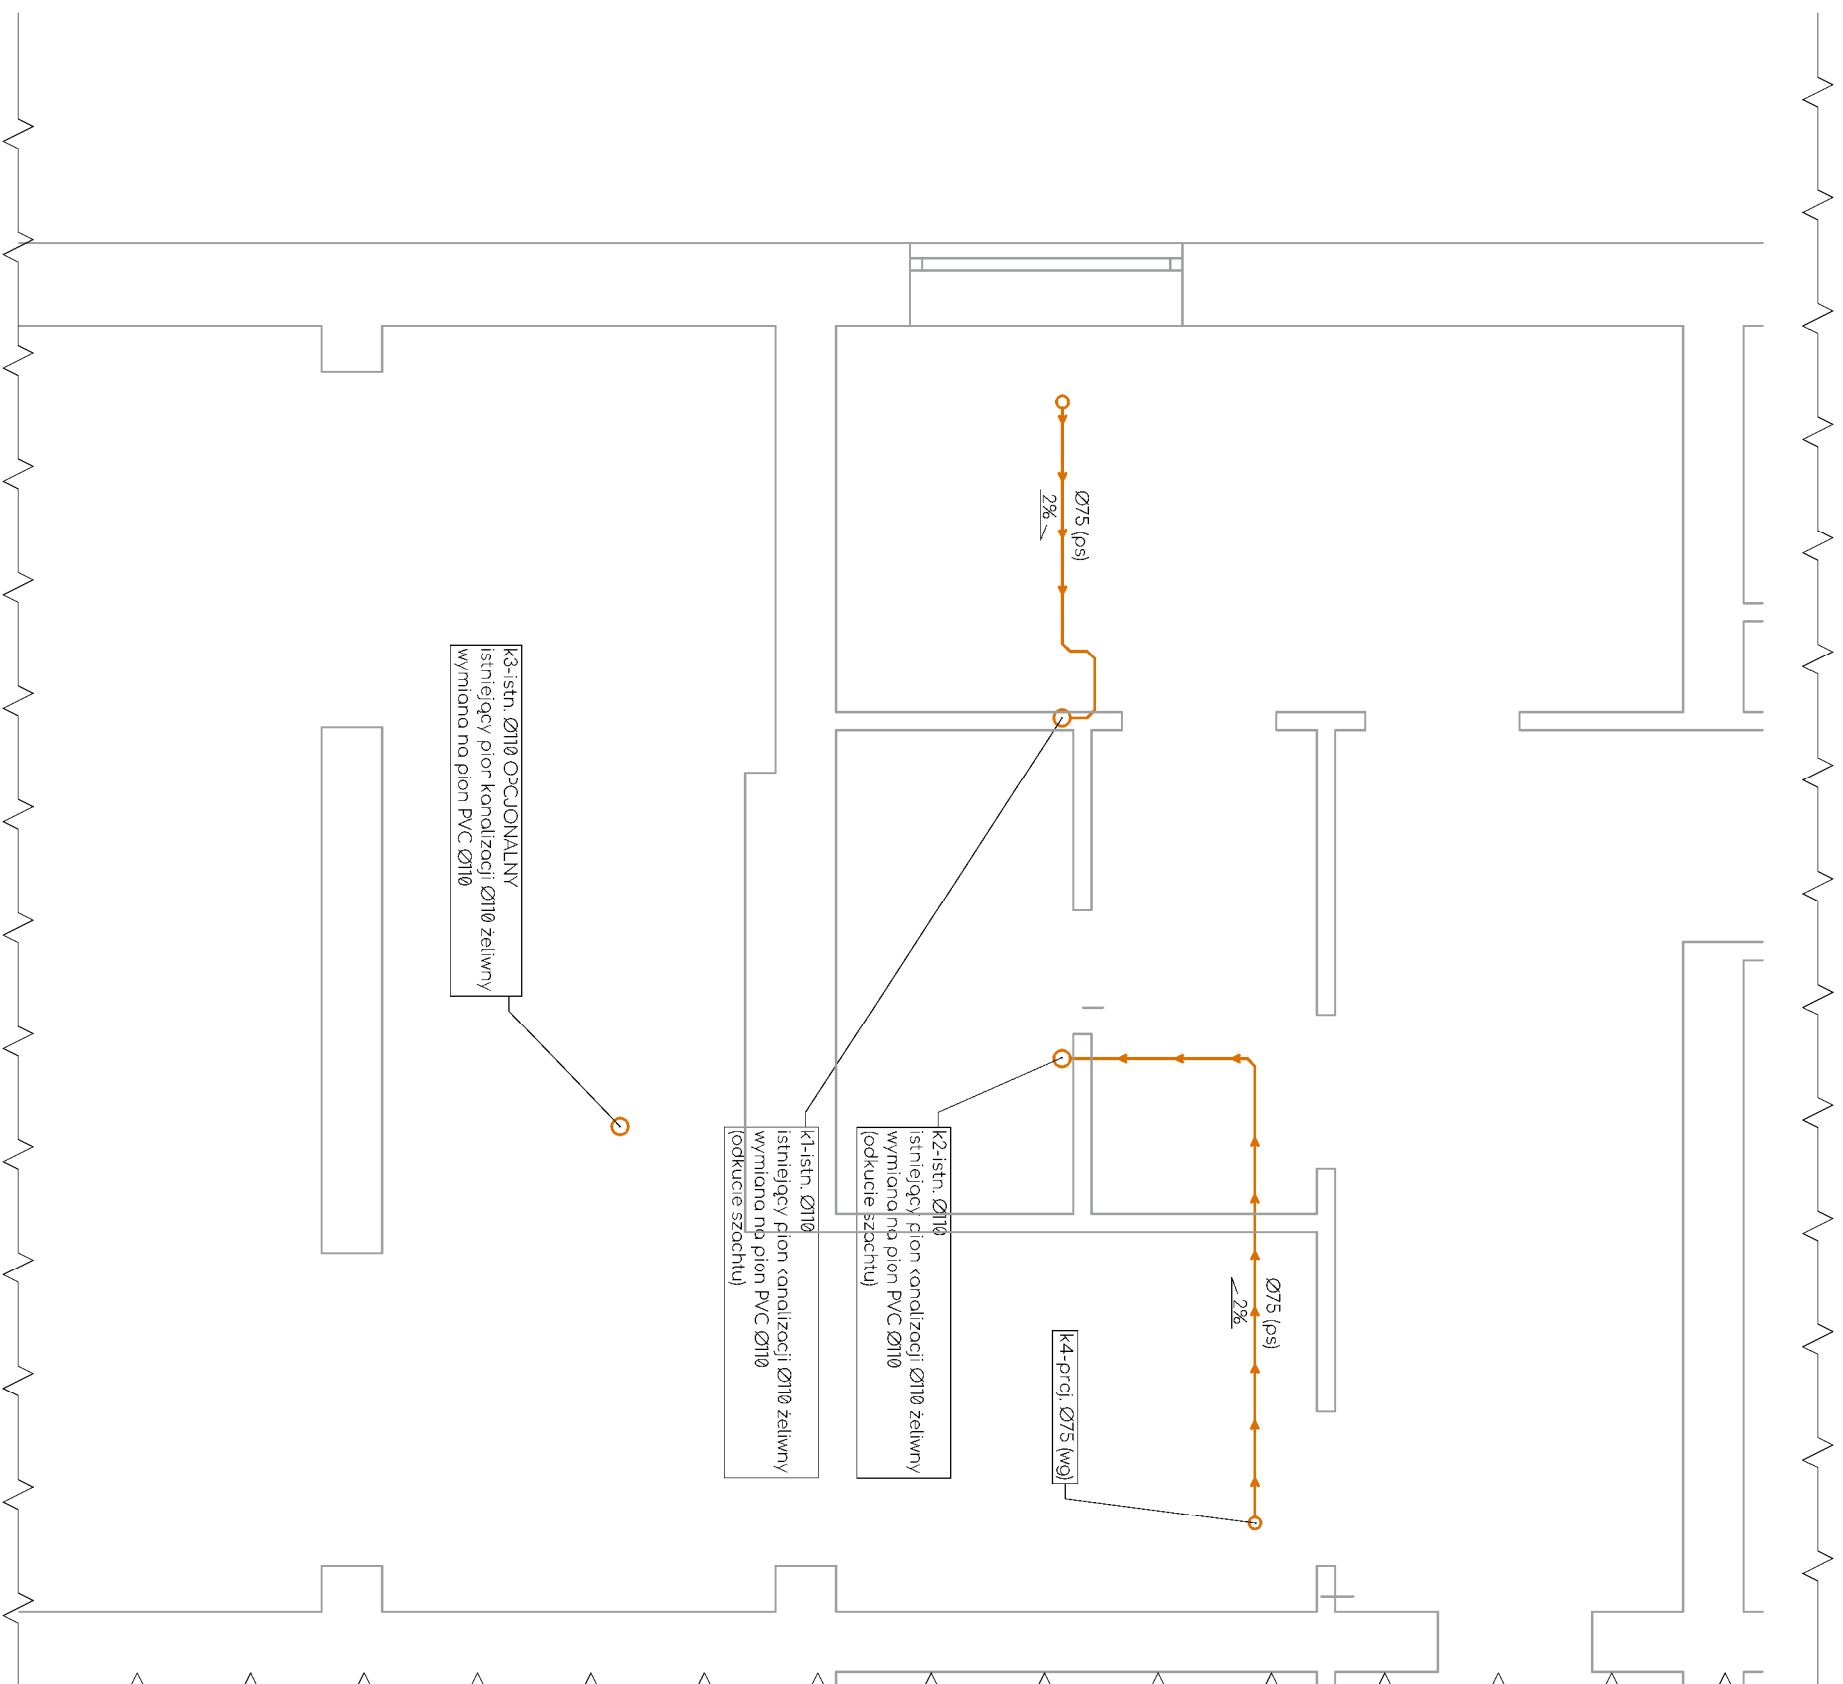 Ø75 (ps)
2%
k3-istn. Ø110 OPCJONALNY
istniejący pion kanalizacji Ø110 żeliwny
wymiana na pion PVC Ø110
k1-istn. Ø110
istniejący pion kanalizacji Ø110 żeliwny
wymiana na pion PVC Ø110
(odkucie szachtu)
k2-istn. Ø110
istniejący pion kanalizacji Ø110 żeliwny
wymiana na pion PVC Ø110
(odkucie szachtu)
Ø75 (ps)
2%
k4-proj. Ø75 (wg)